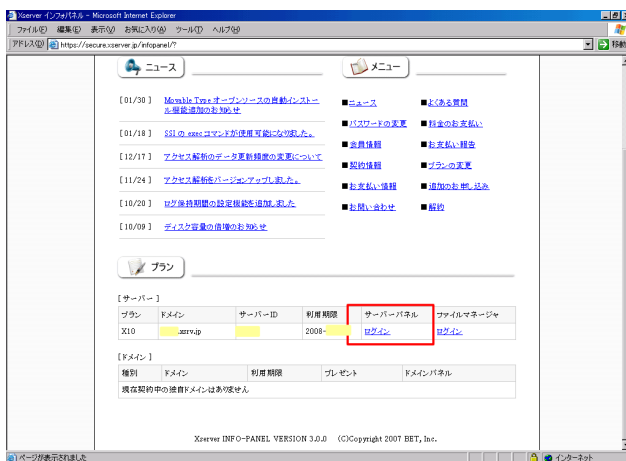 Xserver インフォパネル - Microsoft Internet Explorer
ファイル(F) 編集(E) 表示(V) お気に入り(A) ツール(T) ヘルプ(H)
アドレス(D) https://secure.xserver.jp/infopanel/? 移動
ニュース
メニュー
[01/30] Movable Type オープンソースの自動インストール機能追加のお知らせ
[01/18] SSI の exec コマンドが使用可能になりました。
[12/17] アクセス解析のデータ更新頻度の変更について
[11/24] アクセス解析をバージョンアップしました。
[10/20] ログ保持期間の設定機能を追加しました
[10/09] ディスク容量の倍増のお知らせ
■ニュース ■よくある質問
■パスワードの変更 ■料金のお支払い
■会員情報 ■お支払い報告
■契約情報 ■プランの変更
■お支払い情報 ■追加のお申し込み
■お問い合わせ ■解約
プラン
[サーバー]
プラン ドメイン サーバーID 利用期限 サーバーパネル ファイルマネージャ
X10 .xsrv.jp 2008- ログイン ログイン
[ドメイン]
種別 ドメイン 利用期限 プレゼント ドメインパネル
現在契約中の独自ドメインはありません
Xserver INFO-PANEL VERSION 3.0.0 (C)Copyright 2007 BET, Inc.
ページが表示されました インターネット